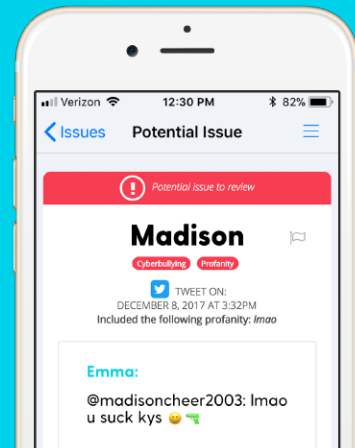 Verizon 12:30 PM 82%
Issues Potential Issue
Potential issue to review
Madison
Cyberbullying Profanity
TWEET ON:
DECEMBER 8, 2017 AT 3:32PM
Included the following profanity: lmao
Emma:
@madisoncheer2003: lmao
u suck kys 😀 🔫